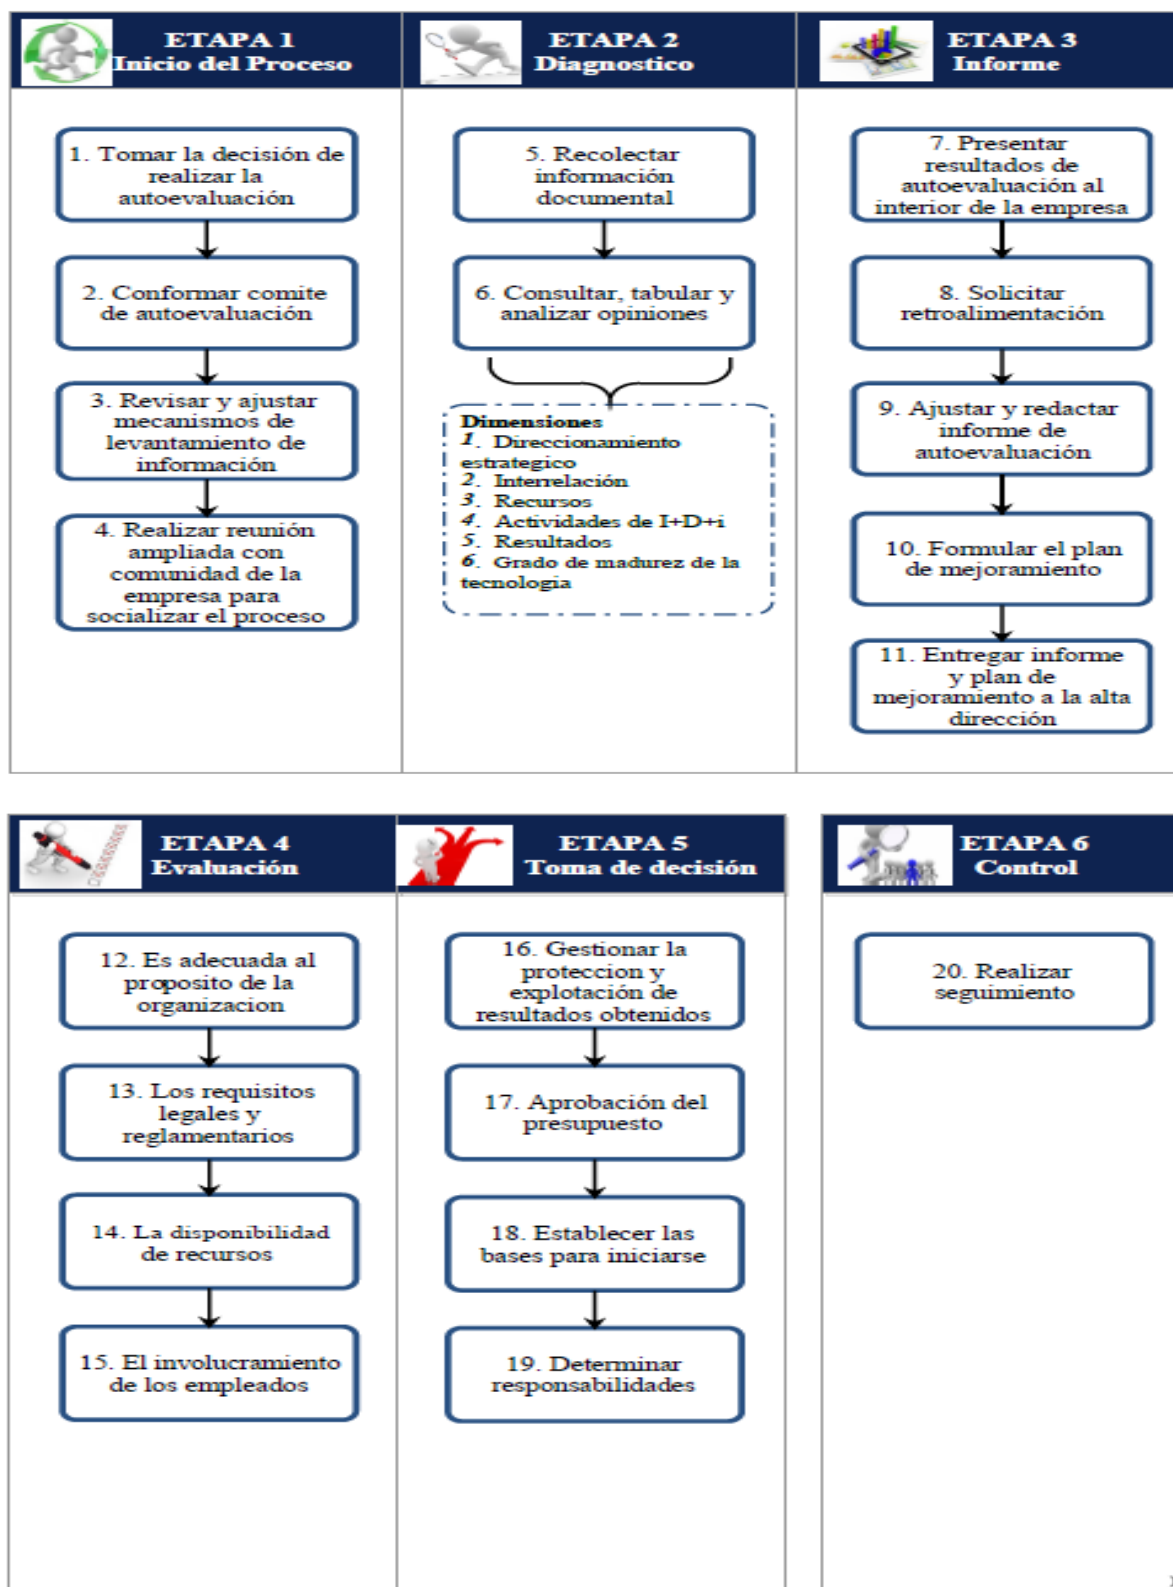 ETAPA 1
Inicio del Proceso
1. Tomar la decisión de
realizar la
autoevaluación
2. Conformar comite
de autoevaluación
3. Revisar y ajustar
mecanismos de
levantamiento de
información
4. Realizar reunión
ampliada con
comunidad de la
empresa para
socializar el proceso
ETAPA 2
Diagnostico
5. Recolectar
información
documental
6. Consultar, tabular y
analizar opiniones
Dimensiones
1. Direccionamiento
estrategico
2. Interrelación
3. Recursos
4. Actividades de I+D+i
5. Resultados
6. Grado de madurez de la
tecnologia
ETAPA 3
Informe
7. Presentar
resultados de
autoevaluación al
interior de la empresa
8. Solicitar
retroalimentación
9. Ajustar y redactar
informe de
autoevaluación
10. Formular el plan
de mejoramiento
11. Entregar informe
y plan de
mejoramiento a la alta
dirección
ETAPA 4
Evaluación
12. Es adecuada al
proposito de la
organizacion
13. Los requisitos
legales y
reglamentarios
14. La disponibilidad
de recursos
15. El involucramiento
de los empleados
ETAPA 5
Toma de decisión
16. Gestionar la
proteccion y
explotación de
resultados obtenidos
17. Aprobación del
presupuesto
18. Establecer las
bases para iniciarse
19. Determinar
responsabilidades
ETAPA 6
Control
20. Realizar
seguimiento